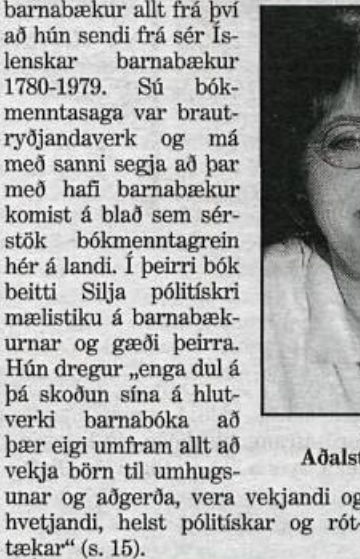 barnabækur allt frá því
að hún sendi frá sér Ís-
lenskar barnabækur
1780-1979. Sú bók-
menntasaga var braut-
ryðjandaverk og má
með sanni segja að þar
með hafi barnabækur
komist á blað sem sér-
stök bókmenntagrein
hér á landi. Í þeirri bók
beitti Silja pólitískri
mælistiku á barnabæk-
urnar og gæði þeirra.
Hún dregur „enga dul á
þá skoðun sína á hlut-
verki barnabóka að
þær eigi umfram allt að
vekja börn til umhugs-
unar og aðgerða, vera vekjandi og
hvetjandi, helst pólitískar og rót-
tækar“ (s. 15).
Aðalst